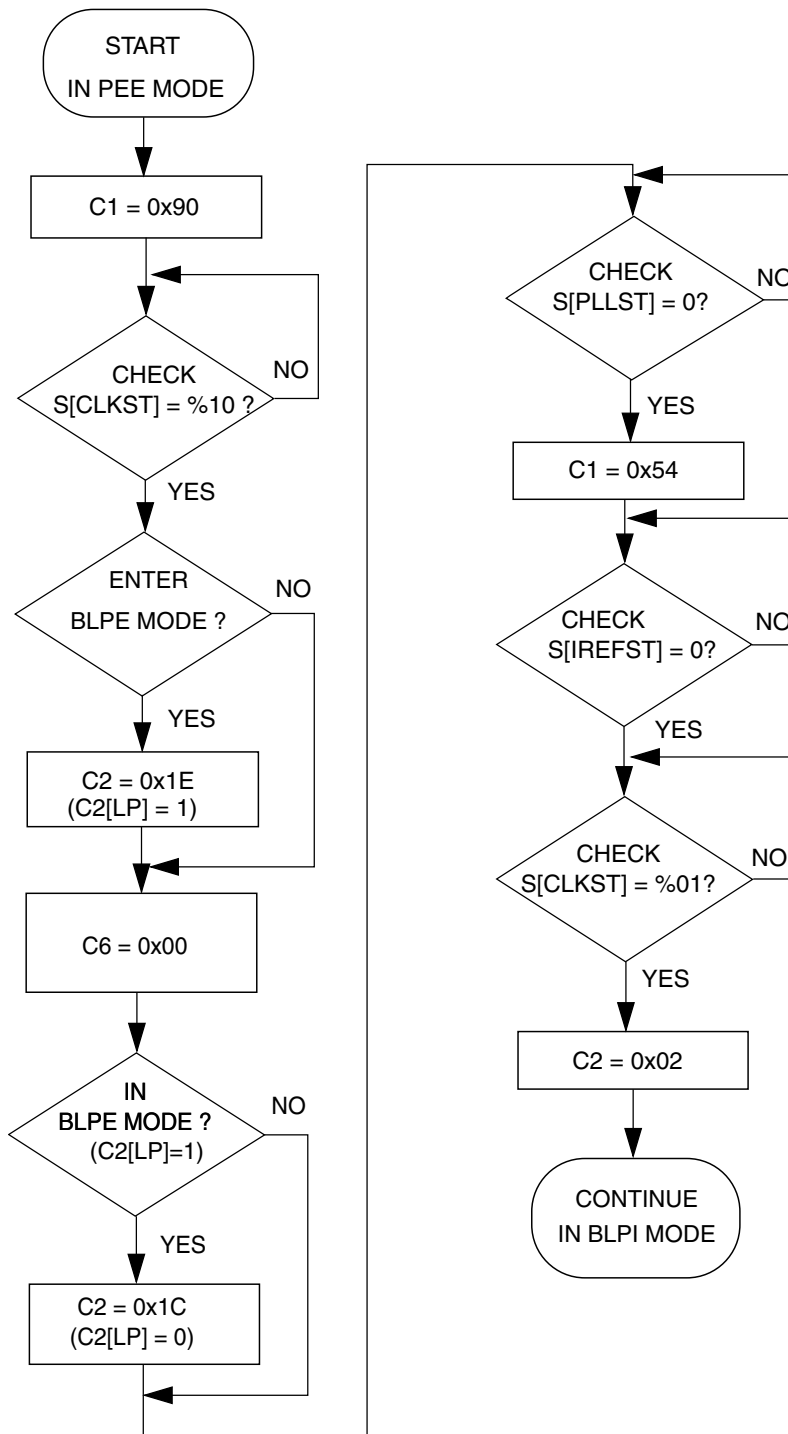 START
IN PEE MODE
C1 = 0x90
CHECK
S[CLKST] = %10 ?
NO
YES
ENTER
BLPE MODE ?
NO
YES
C2 = 0x1E
(C2[LP] = 1)
C6 = 0x00
IN
BLPE MODE ?
(C2[LP]=1)
NO
YES
C2 = 0x1C
(C2[LP] = 0)
CHECK
S[PLLST] = 0?
NO
YES
C1 = 0x54
CHECK
S[IREFST] = 0?
NO
YES
CHECK
S[CLKST] = %01?
NO
YES
C2 = 0x02
CONTINUE
IN BLPI MODE